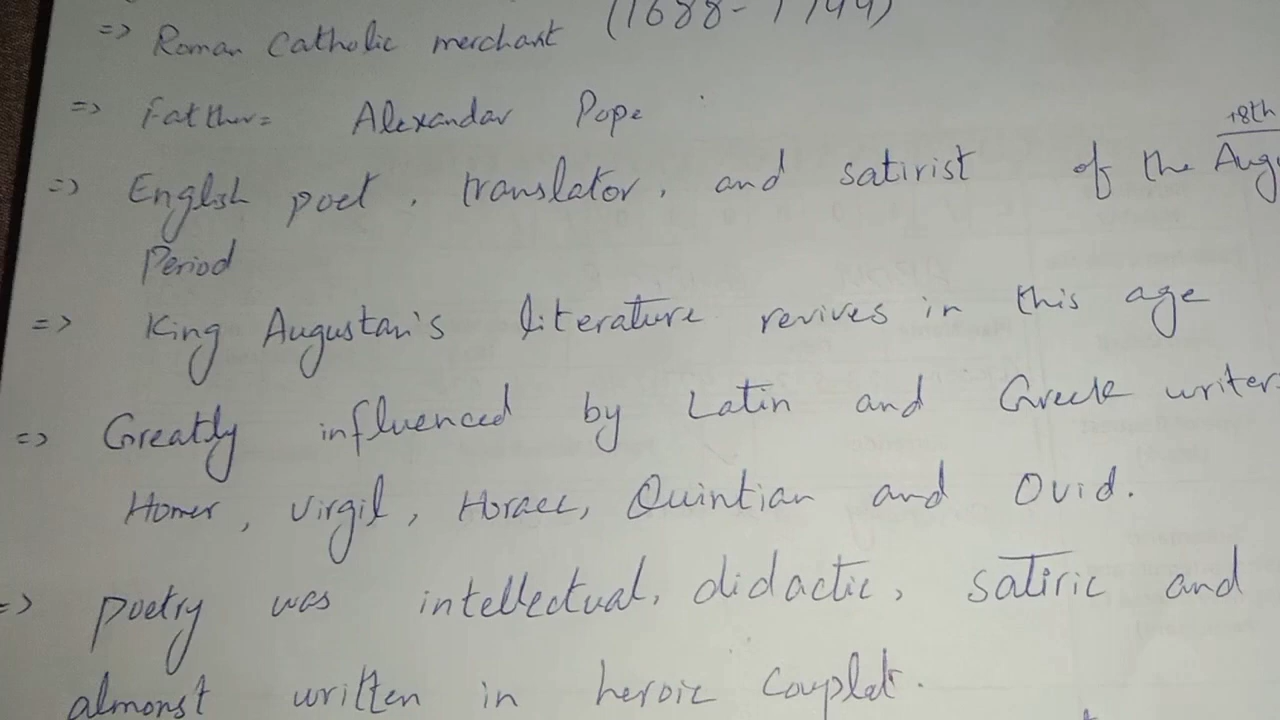 (1688-1744)
=> Roman Catholic merchant
=> Fatther= Alexandar Pope
18th
=> English poet, translator, and satirist of the Aug
Period
=> King Augustan's literature revives in this age
=> Greatly influenced by Latin and Greek writer
Homer, Virgil, Horace, Quintian and Ovid.
=> Poetry was intellectual, didactic, satiric and
almonst written in heroic couplet.